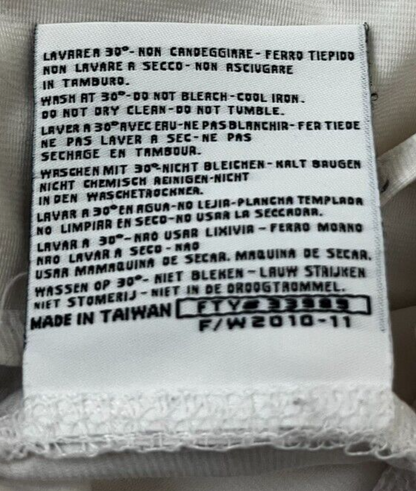 LAVARE A 30°- NON CANDEGGIARE - FERRO TIEPIDO
NON LAVARE A SECCO - NON ASCIUGARE
IN TAMBURO.
WASH AT 30°-DO NOT BLEACH-COOL IRON.
DO NOT DRY CLEAN-DO NOT TUMBLE.
LAVER A 30° AVEC EAU-NE PAS BLANCHIR- FER TIEDE
NE PAS LAVER A SEC-NE PAS
SECHAGE EN TAMBOUR.
WASCHEN MIT 30°-NICHT BLEICHEN - KALT BAUGEN
NICHT CHEMISCH REINIGEN-NICHT
IN DEN WASCHETROCKNER.
LAVAR A 30° EN AGUA-NO LEJIA-PLANCHA TEMPLADA
NO LIMPIAR EN SECO-NO USAR LA SECCADAR.
LAVAR A 30°-NAO USAR LIXIVIA - FERRO MORNO
NAO LAVAR A SECO - NAO
USAR MAMAQUINA DE SECAR. MAQUINA DE SECAR.
WASSEN OP 30°- NIET BLEKEN - LAUW STRIJKEN
NIET STOMERIJ - NIET IN DE DROOGTROMMEL.
MADE IN TAIWAN FTY# 33989
F/W2010-11